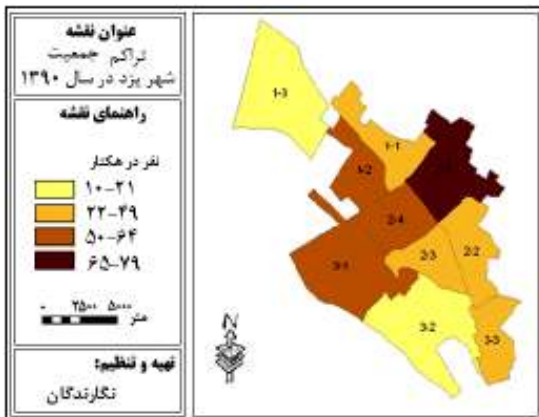 عنوان نقشه
تراکم جمعیت
شهر یزد در سال ۱۳۹۰
راهنمای نقشه
نفر در هکتار
۱۰-۲۱
۲۲-۴۹
۵۰-۶۴
۶۵-۷۹
۰ ۲۵۰۰ ۵۰۰۰
متر
تهیه و تنظیم:
نگارندگان
1-3
1-1
1-2
2-4
2-3
2-2
3-1
3-2
3-3
N